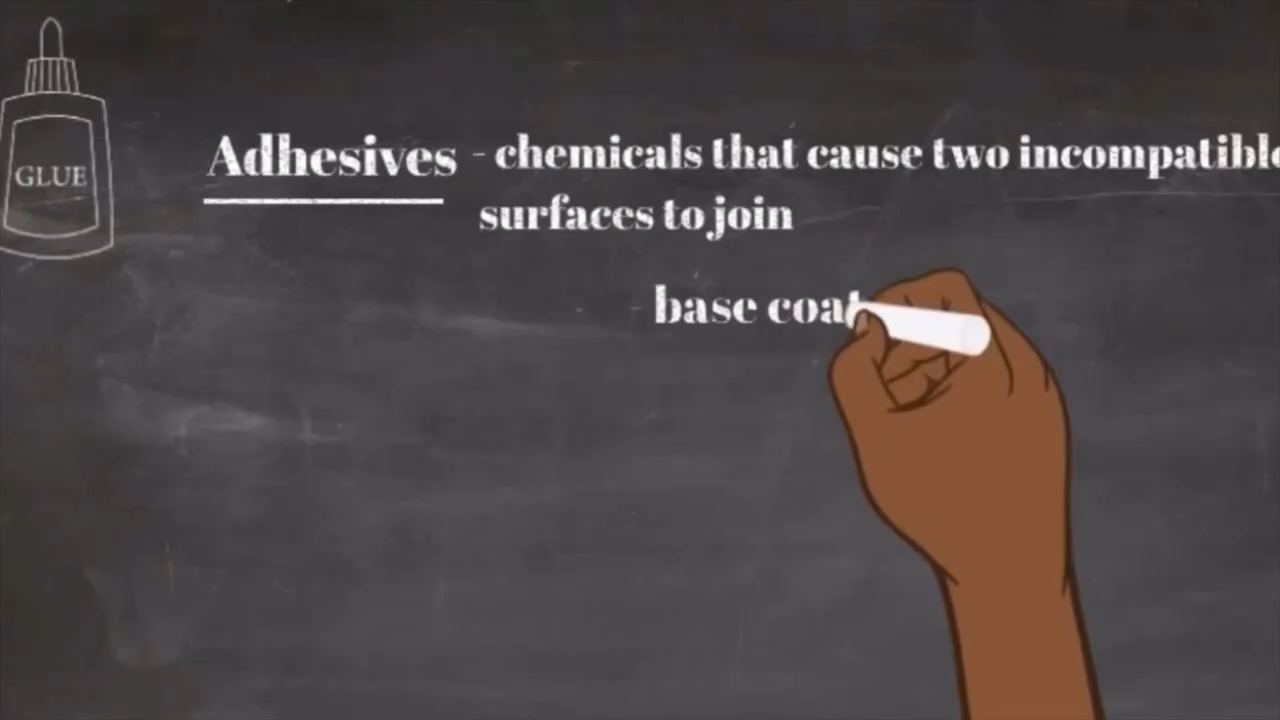 GLUE
Adhesives - chemicals that cause two incompatible
surfaces to join
- base coat